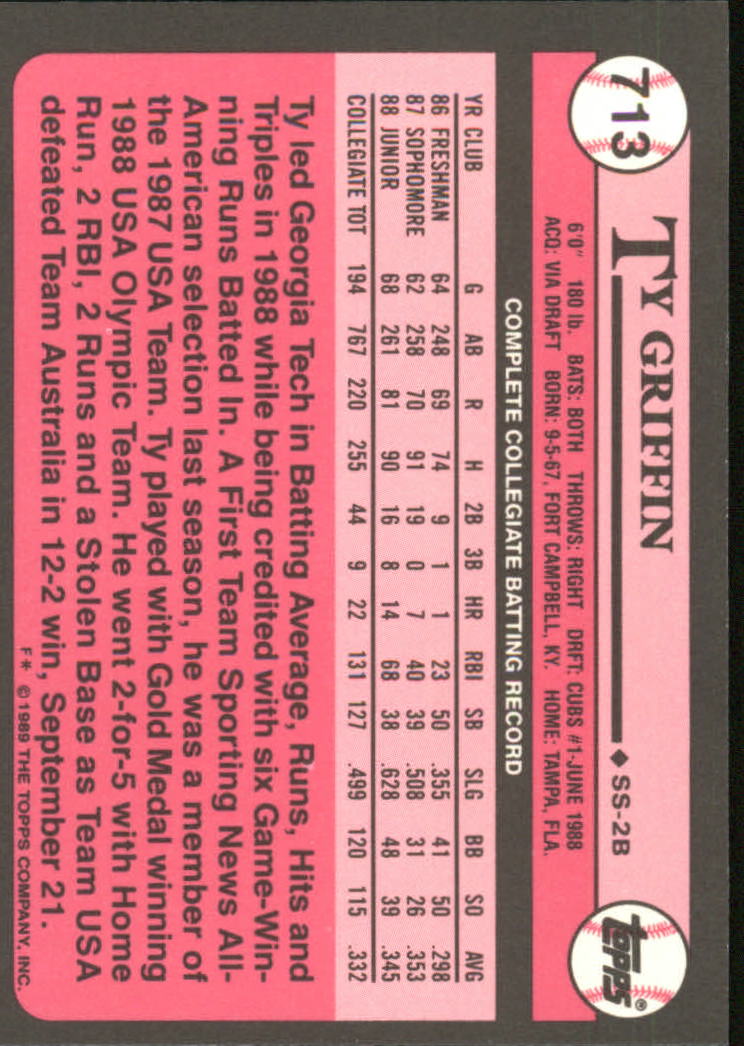 713
TY GRIFFIN
♦ SS-2B
topps®
6'0" 180 lb. BATS: BOTH THROWS: RIGHT DRFT: CUBS #1-JUNE 1988
ACQ: VIA DRAFT BORN: 9-5-67, FORT CAMPBELL, KY. HOME: TAMPA, FLA.
COMPLETE COLLEGIATE BATTING RECORD
YR CLUB G AB R H 2B 3B HR RBI SB SLG BB SO AVG
86 FRESHMAN 64 248 69 74 9 1 1 23 50 .355 41 50 .298
87 SOPHOMORE 62 258 70 91 19 0 7 40 39 .508 31 26 .353
88 JUNIOR 68 261 81 90 16 8 14 68 38 .628 48 39 .345
COLLEGIATE TOT 194 767 220 255 44 9 22 131 127 .499 120 115 .332
Ty led Georgia Tech in Batting Average, Runs, Hits and
Triples in 1988 while being credited with six Game-Win-
ning Runs Batted In. A First Team Sporting News All-
American selection last season, he was a member of
the 1987 USA Team. Ty played with Gold Medal winning
1988 USA Olympic Team. He went 2-for-5 with Home
Run, 2 RBI, 2 Runs and a Stolen Base as Team USA
defeated Team Australia in 12-2 win, September 21.
F* © 1989 THE TOPPS COMPANY, INC.